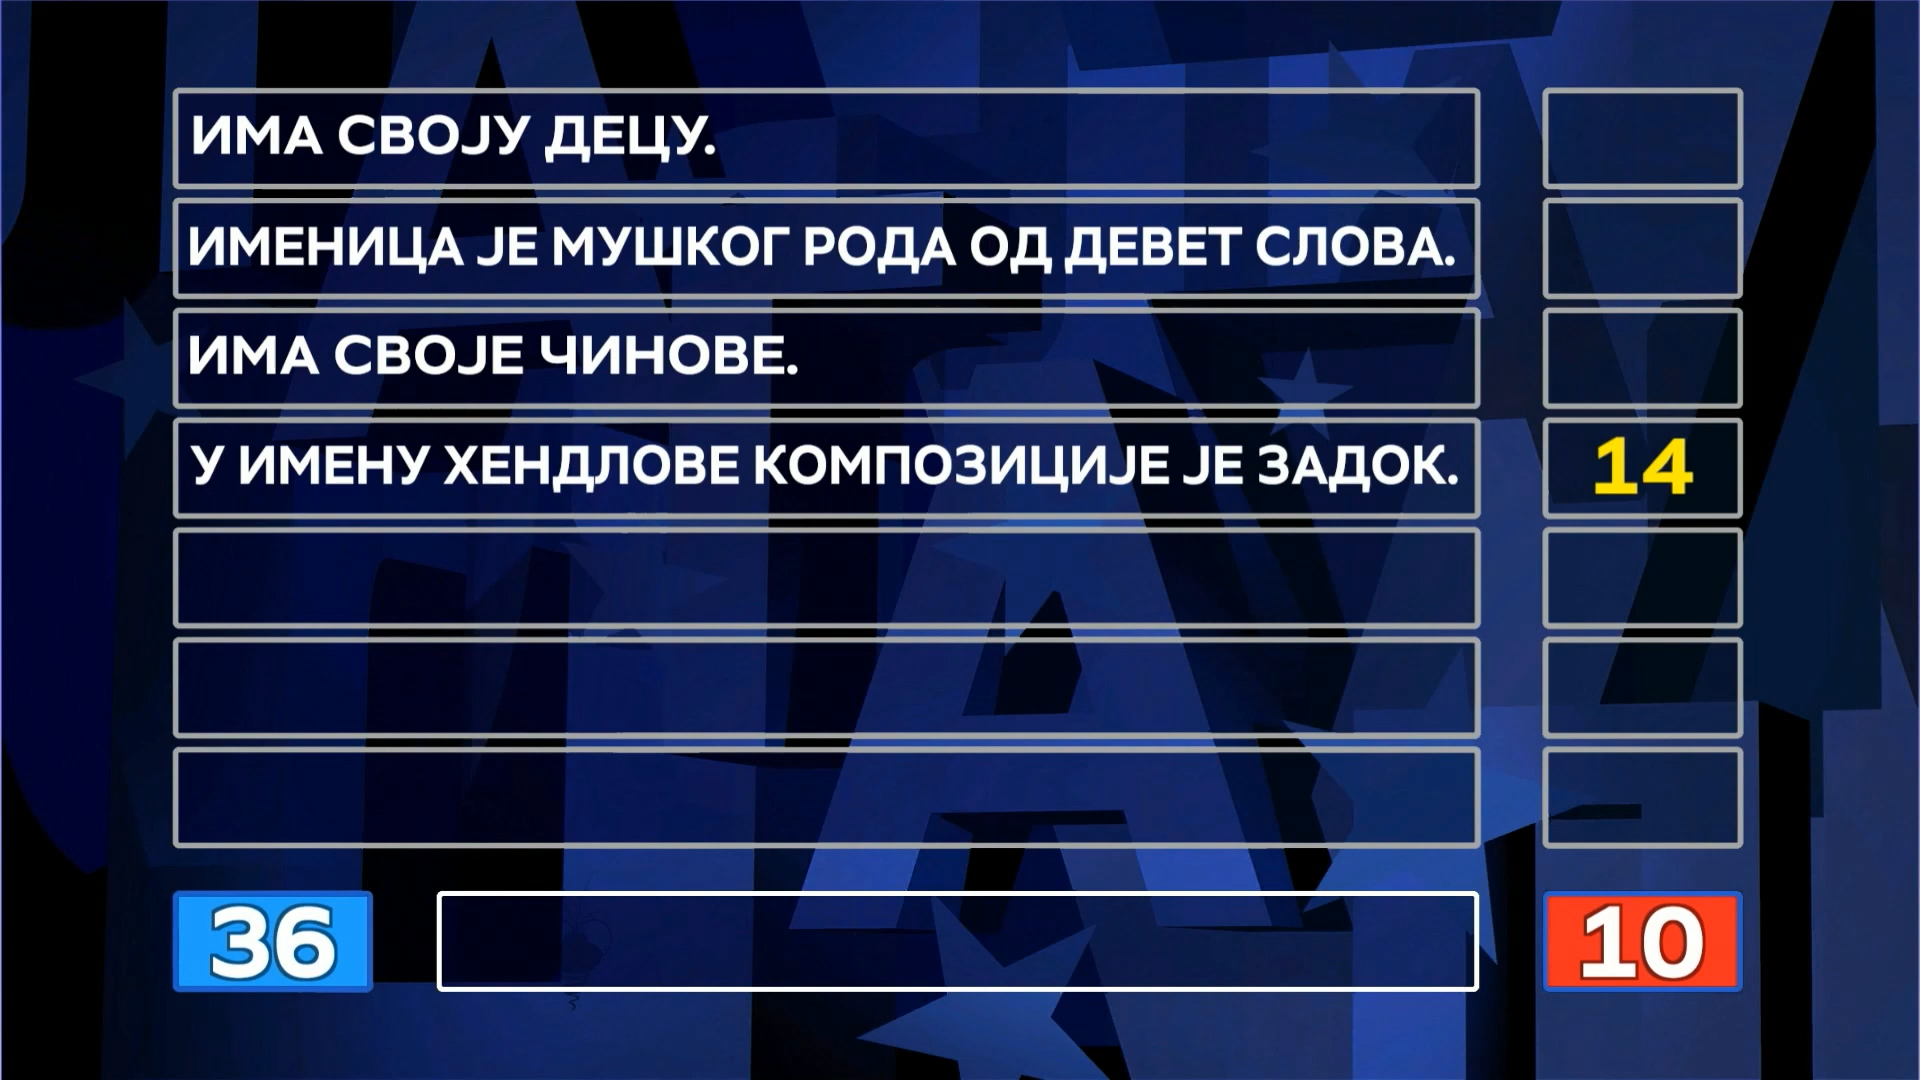 ИМА СВОЈУ ДЕЦУ.
ИМЕНИЦА ЈЕ МУШКОГ РОДА ОД ДЕВЕТ СЛОВА.
ИМА СВОЈЕ ЧИНОВЕ.
У ИМЕНУ ХЕНДЛОВЕ КОМПОЗИЦИЈЕ ЈЕ ЗАДОК. 14
36 10